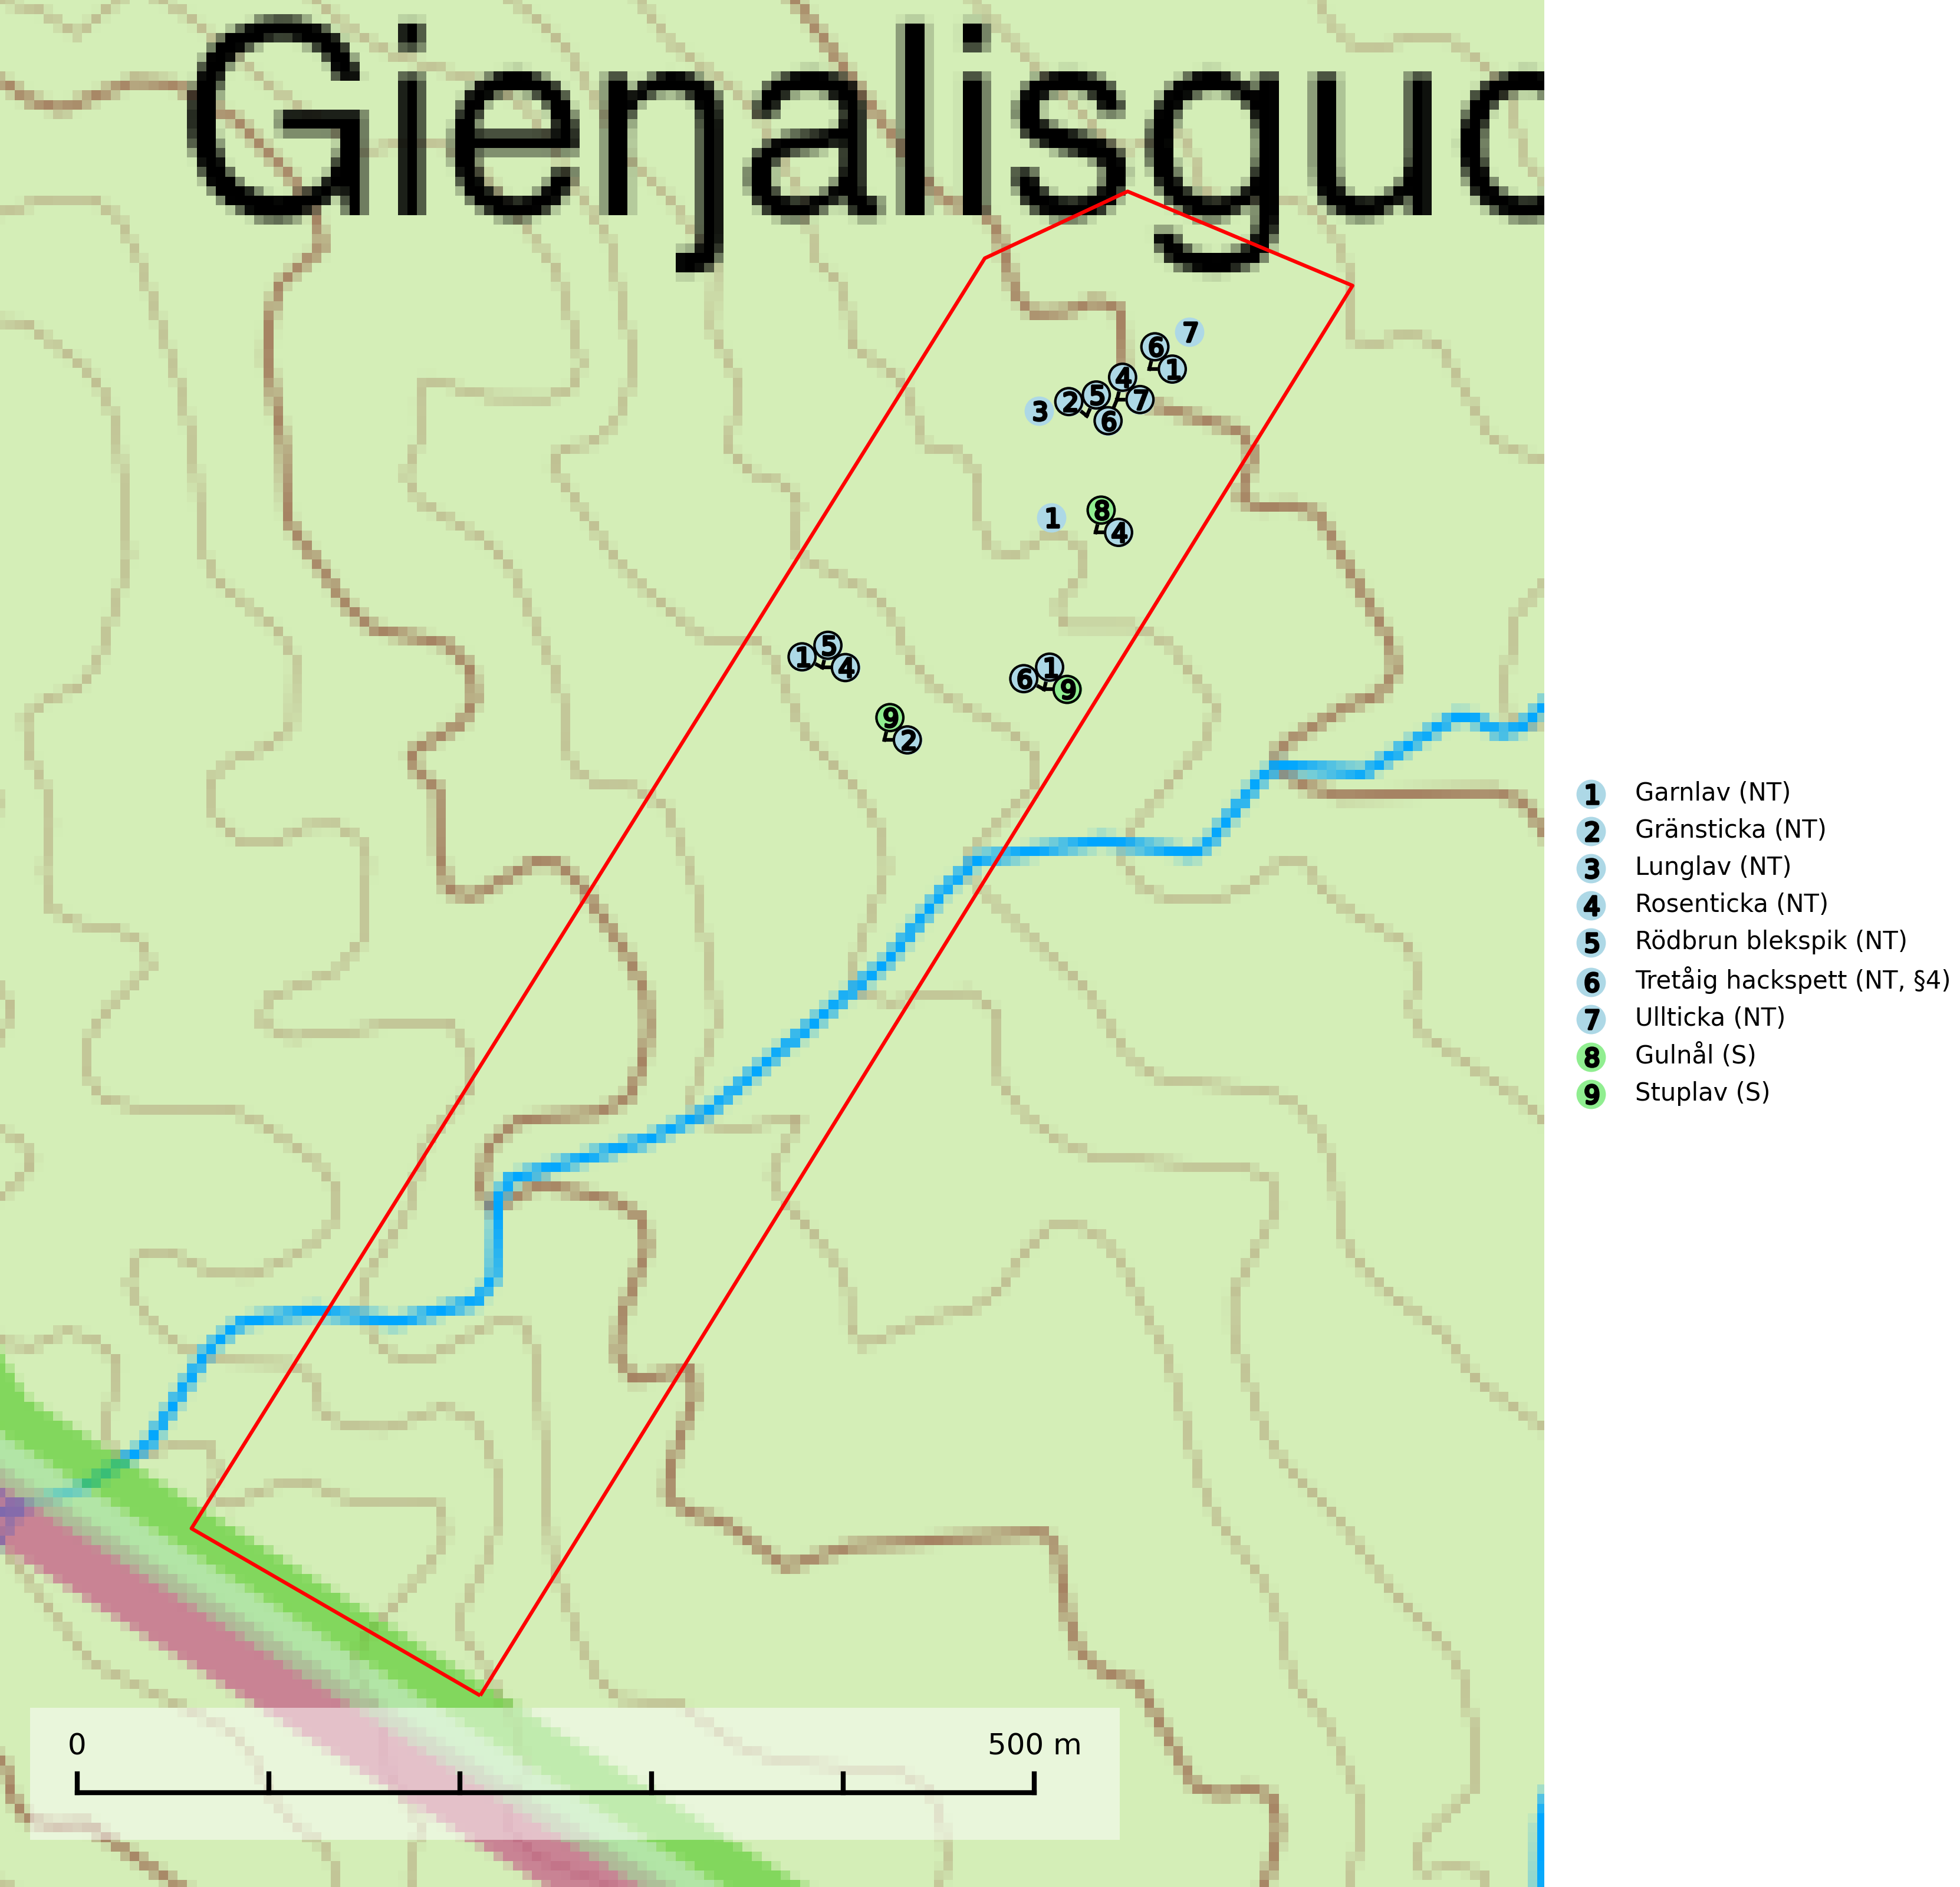 Gieŋalisguo
7
6
1
4
5
2
7
3
6
8
1
4
5
1
4
1
6
9
9
2
1 Garnlav (NT)
2 Gränsticka (NT)
3 Lunglav (NT)
4 Rosenticka (NT)
5 Rödbrun blekspik (NT)
6 Tretåig hackspett (NT, §4)
7 Ullticka (NT)
8 Gulnål (S)
9 Stuplav (S)
0 500 m